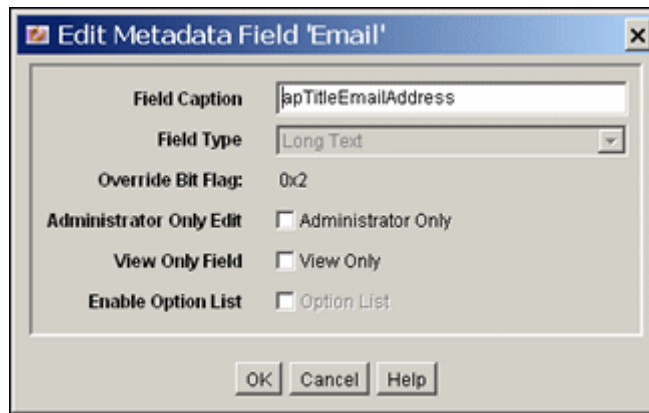 Edit Metadata Field 'Email'
Field Caption apTitleEmailAddress
Field Type Long Text
Override Bit Flag: 0x2
Administrator Only Edit Administrator Only
View Only Field View Only
Enable Option List Option List
OK Cancel Help